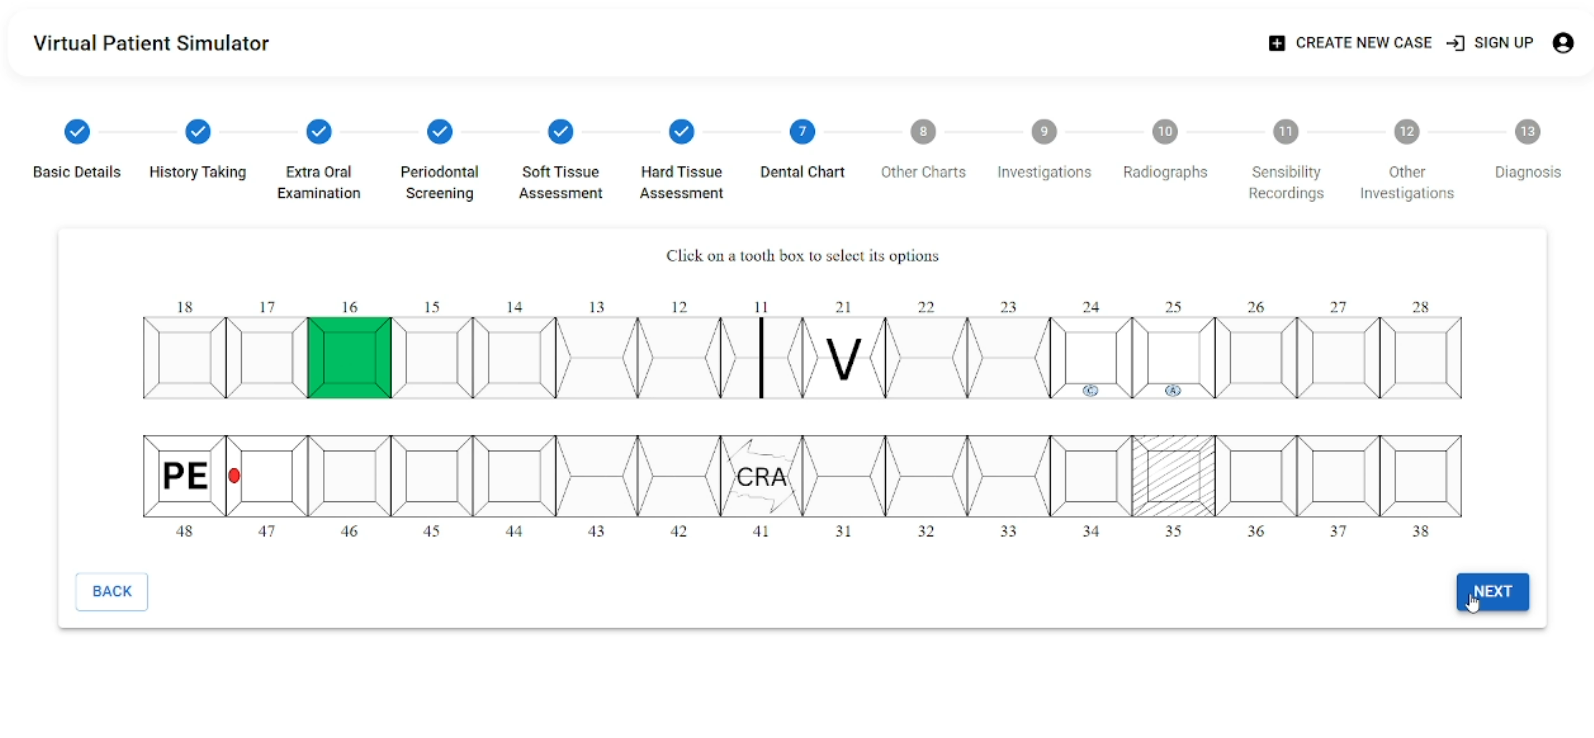 Virtual Patient Simulator
CREATE NEW CASE SIGN UP
7 8 9 10 11 12 13
Basic Details History Taking Extra Oral Examination Periodontal Screening Soft Tissue Assessment Hard Tissue Assessment Dental Chart Other Charts Investigations Radiographs Sensibility Recordings Other Investigations Diagnosis
Click on a tooth box to select its options
18 17 16 15 14 13 12 11 21 22 23 24 25 26 27 28
V
C A
PE CRA
48 47 46 45 44 43 42 41 31 32 33 34 35 36 37 38
BACK NEXT